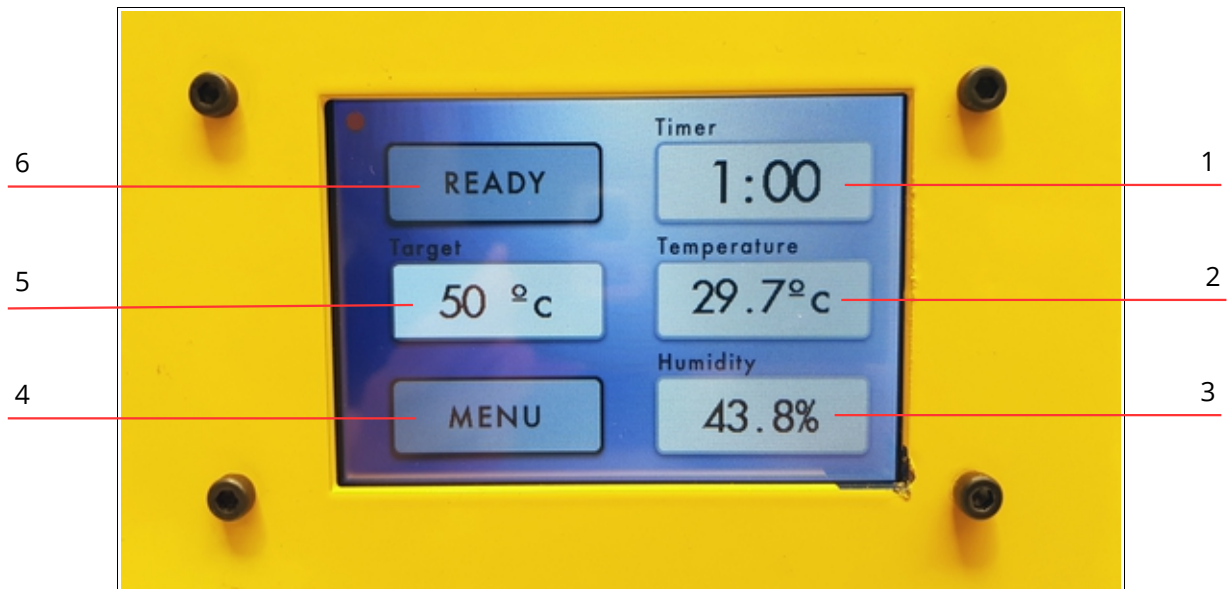 Timer
6
READY
1:00
1
Target
Temperature
5
50 ºc
29.7ºc
2
Humidity
4
MENU
43.8%
3